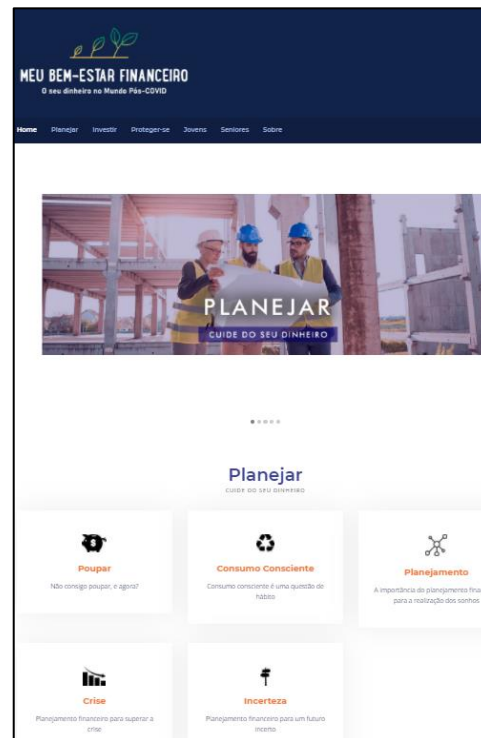 MEU BEM-ESTAR FINANCEIRO
O seu dinheiro no Mundo Pós-COVID
Home Planejar Investir Proteger-se Jovens Seniores Sobre
PLANEJAR
CUIDE DO SEU DINHEIRO
Planejar
CUIDE DO SEU DINHEIRO
Poupar
Não consigo poupar, e agora?
Consumo Consciente
Consumo consciente é uma questão de
hábito
Planejamento
A importância do planejamento
para a realização dos sonhos
Crise
Planejamento financeiro para superar a
crise
Incerteza
Planejamento financeiro para um futuro
incerto